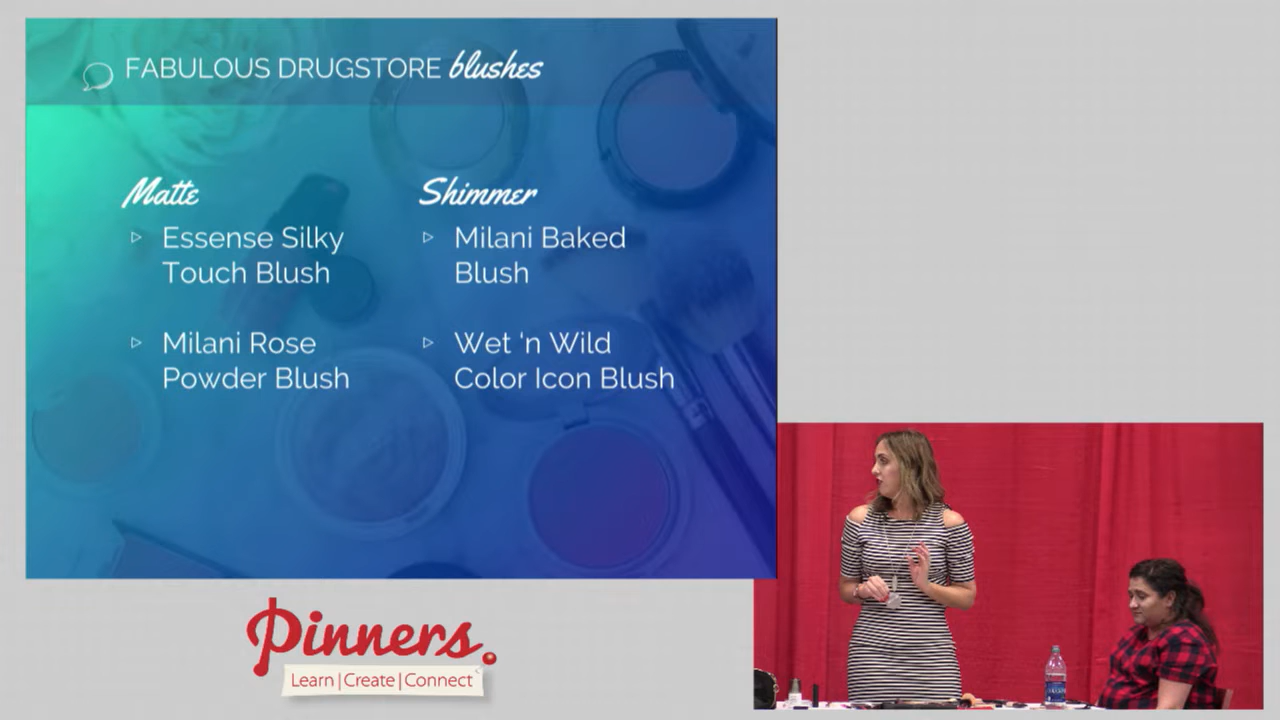 FABULOUS DRUGSTORE blushes
Matte
▹ Essense Silky
Touch Blush
▹ Milani Rose
Powder Blush
Shimmer
▹ Milani Baked
Blush
▹ Wet 'n Wild
Color Icon Blush
Pinners.
Learn|Create|Connect